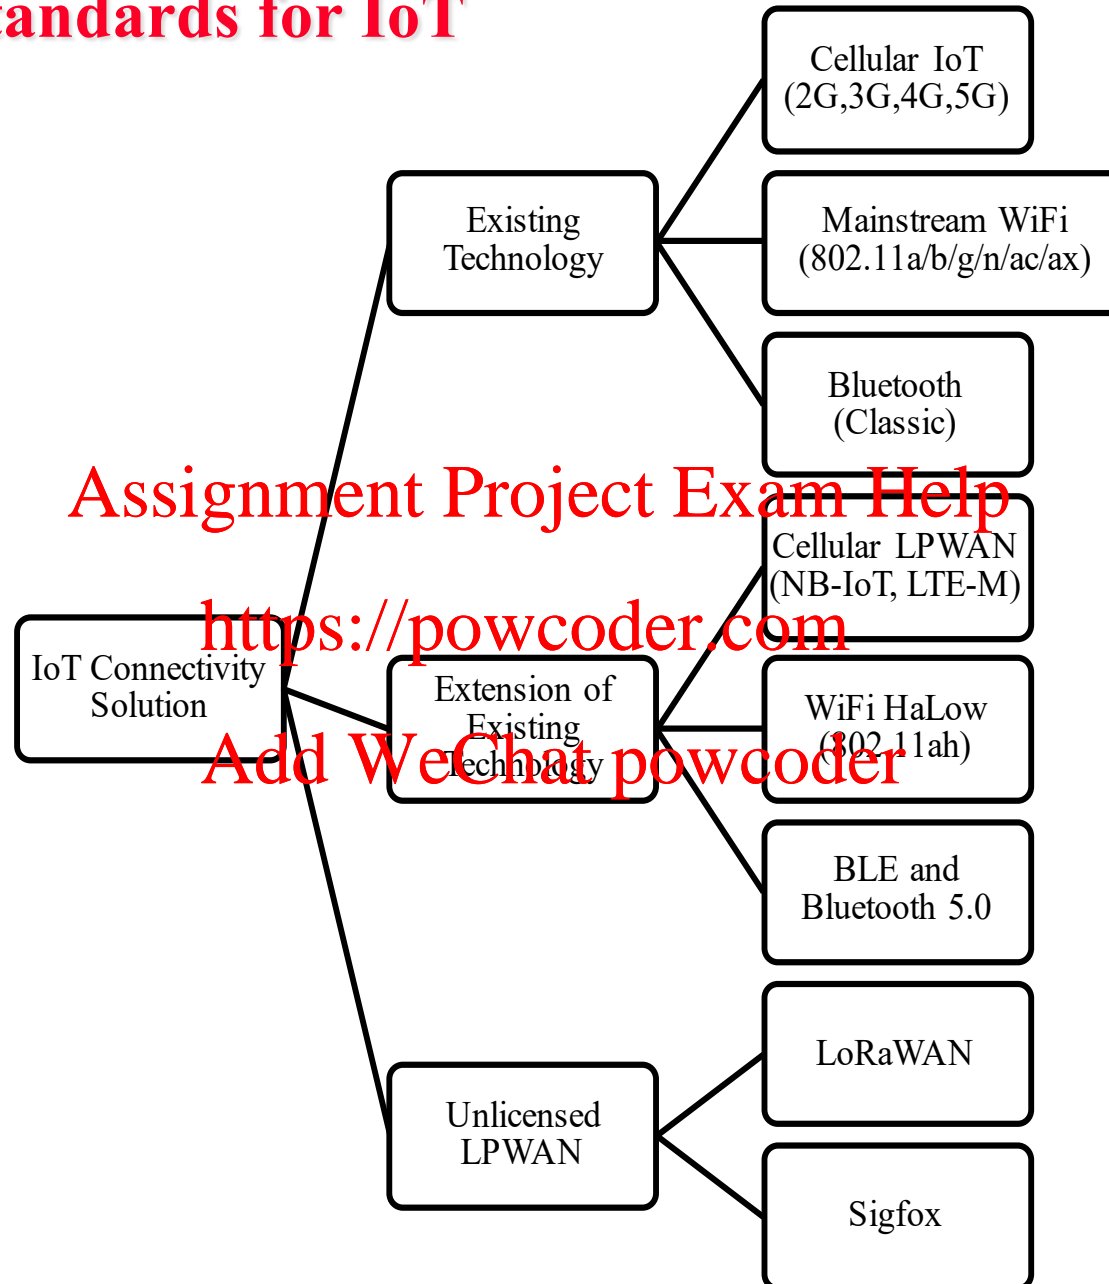 tandards for IoT
Cellular IoT
(2G,3G,4G,5G)
Existing
Technology
Mainstream WiFi
(802.11a/b/g/n/ac/ax)
Bluetooth
(Classic)
Assignment Project Exam Help
Cellular LPWAN
(NB-IoT, LTE-M)
https://powcoder.com
IoT Connectivity
Solution
Extension of
Existing
Technology
WiFi HaLow
(802.11ah)
Add WeChat powcoder
BLE and
Bluetooth 5.0
LoRaWAN
Unlicensed
LPWAN
Sigfox